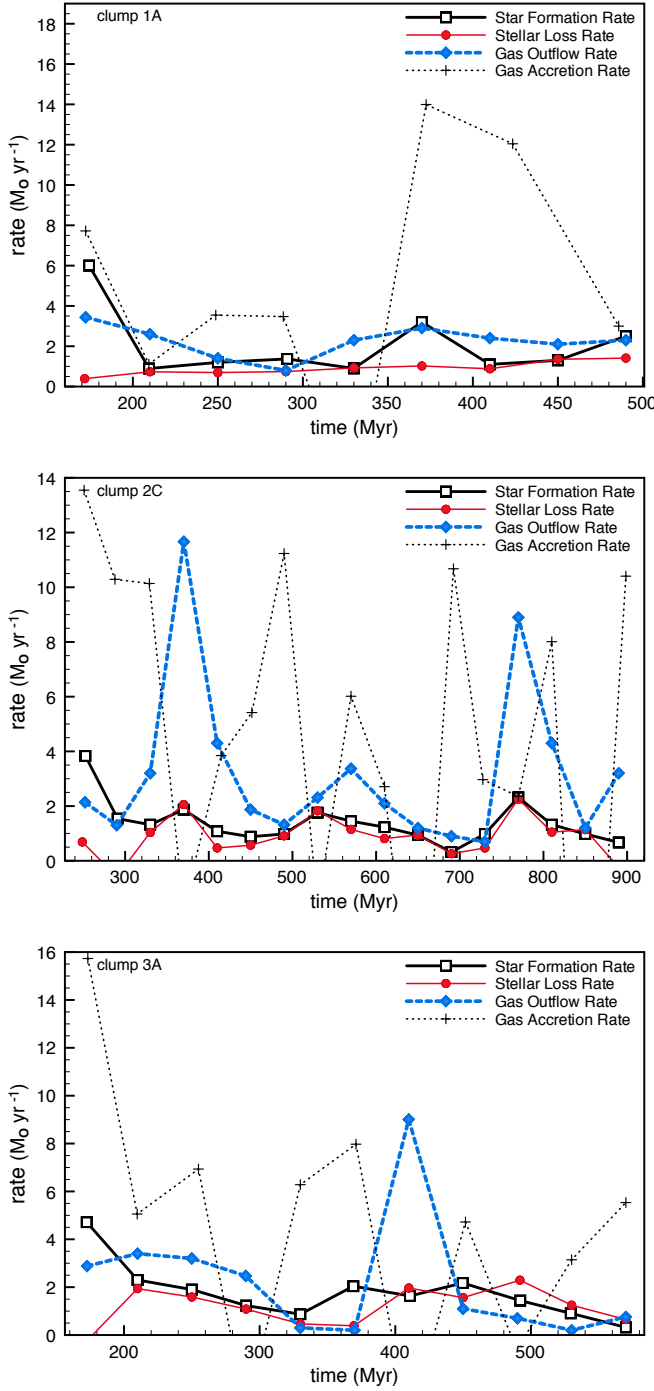 clump 1A
Star Formation Rate
Stellar Loss Rate
Gas Outflow Rate
Gas Accretion Rate
18
16
14
12
10
8
6
4
2
0
rate (M₀ yr⁻¹)
200 250 300 350 400 450 500
time (Myr)
clump 2C
Star Formation Rate
Stellar Loss Rate
Gas Outflow Rate
Gas Accretion Rate
14
12
10
8
6
4
2
0
rate (M₀ yr⁻¹)
300 400 500 600 700 800 900
time (Myr)
clump 3A
Star Formation Rate
Stellar Loss Rate
Gas Outflow Rate
Gas Accretion Rate
16
14
12
10
8
6
4
2
0
rate (M₀ yr⁻¹)
200 300 400 500
time (Myr)